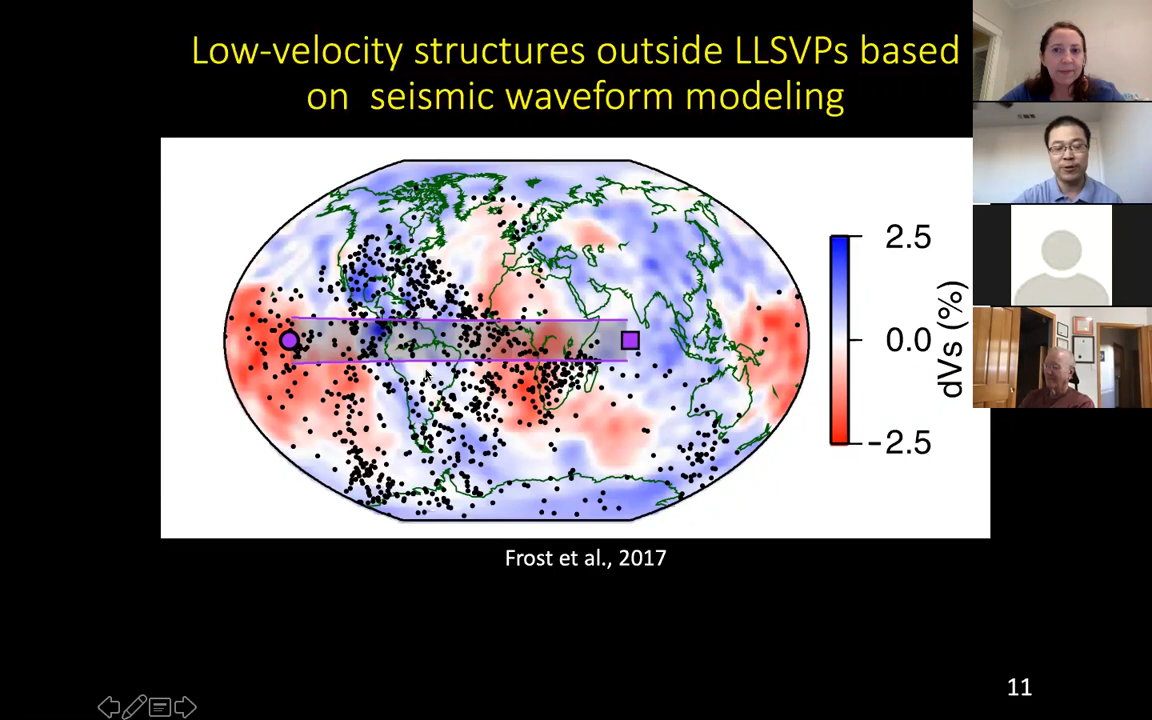 Low-velocity structures outside LLSVPs based
on seismic waveform modeling
2.5
0.0
-2.5
dVs (%)
Frost et al., 2017
11